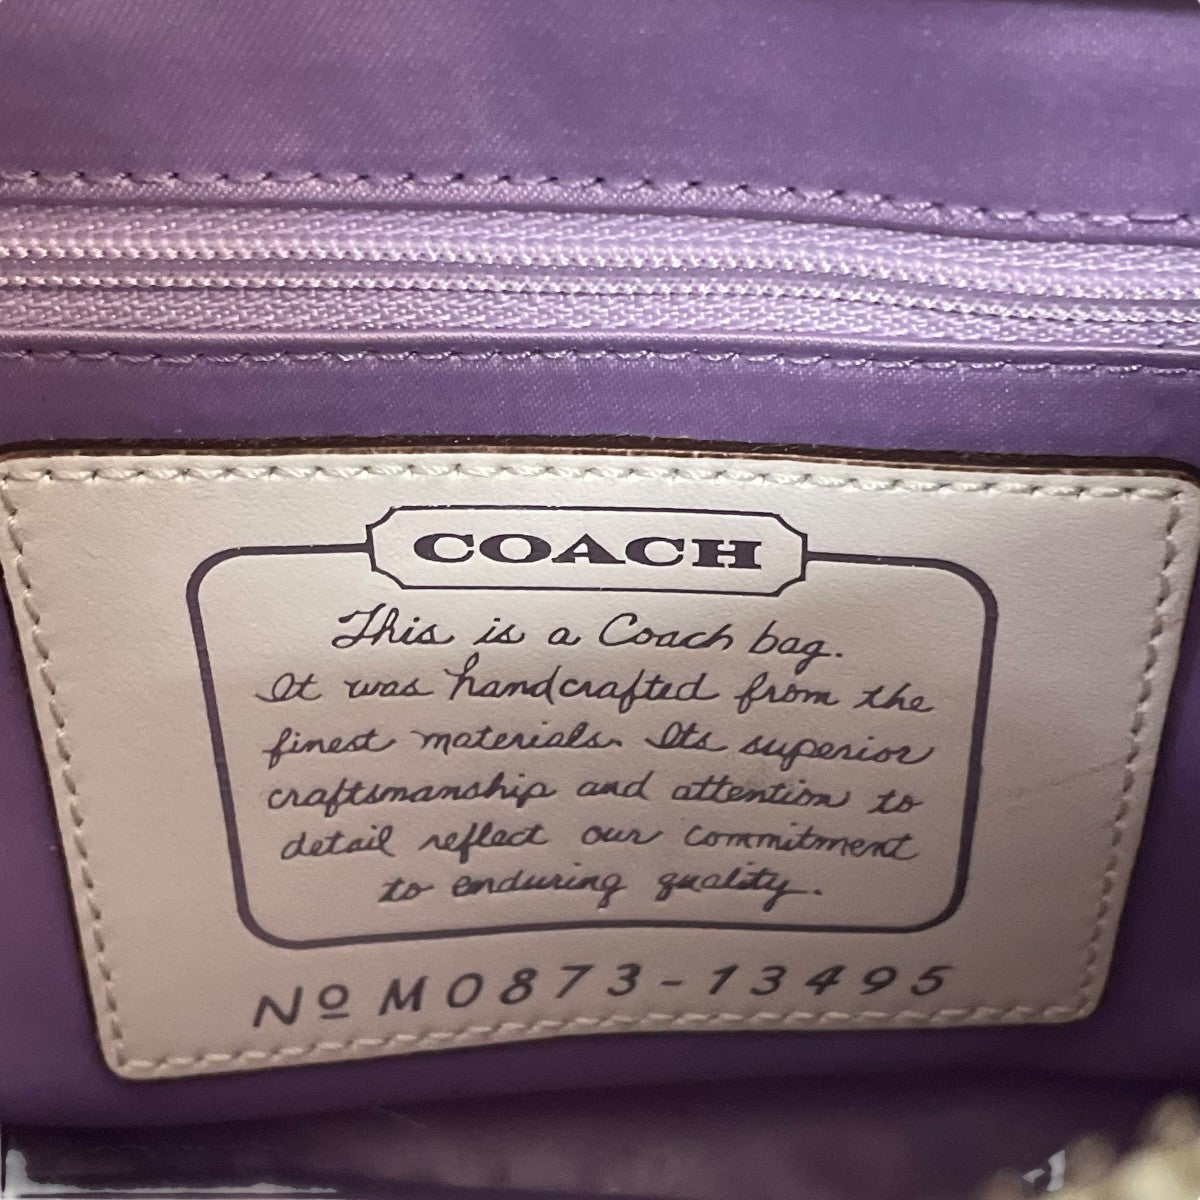 COACH
This is a Coach bag.
It was handcrafted from the
finest materials. Its superior
craftsmanship and attention to
detail reflect our commitment
to enduring quality.
Nº M0873-13495